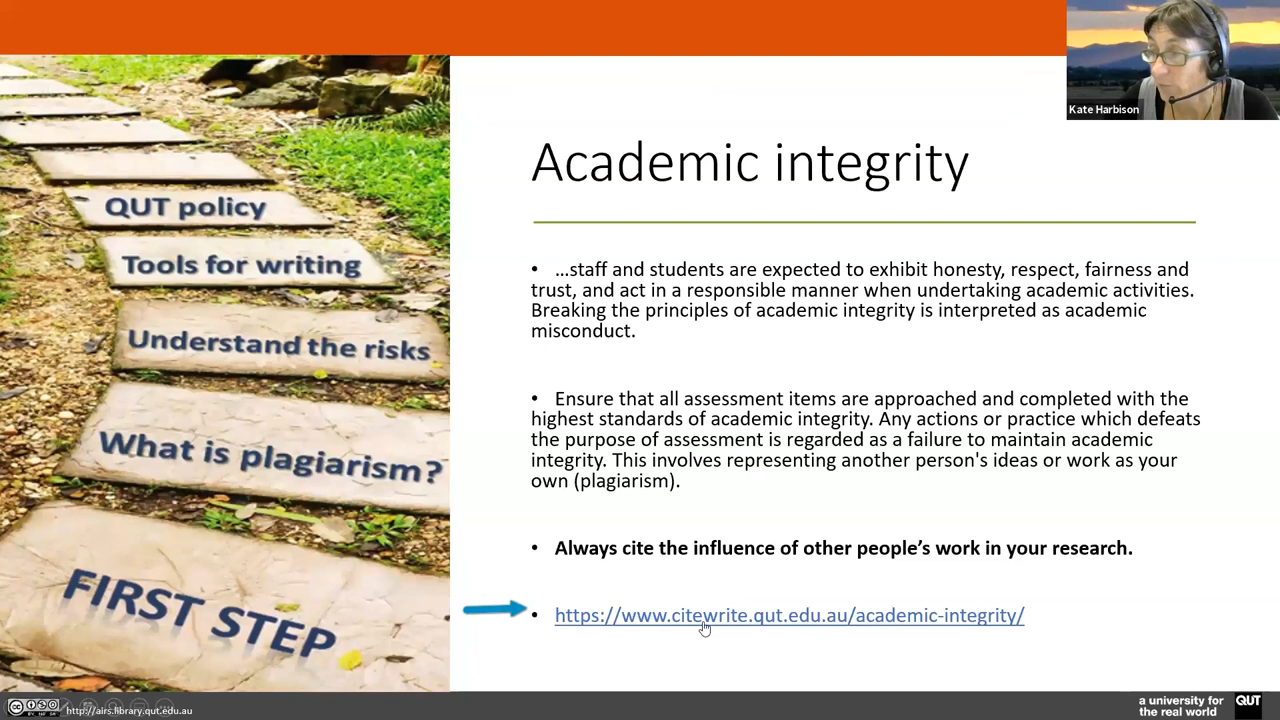 Kate Harbison
Academic integrity
QUT policy
Tools for writing
Understand the risks
What is plagiarism?
FIRST STEP
• ...staff and students are expected to exhibit honesty, respect, fairness and
trust, and act in a responsible manner when undertaking academic activities.
Breaking the principles of academic integrity is interpreted as academic
misconduct.
• Ensure that all assessment items are approached and completed with the
highest standards of academic integrity. Any actions or practice which defeats
the purpose of assessment is regarded as a failure to maintain academic
integrity. This involves representing another person's ideas or work as your
own (plagiarism).
• Always cite the influence of other people’s work in your research.
• https://www.citewrite.qut.edu.au/academic-integrity/
http://airs.library.qut.edu.au
a university for
the real world
QUT